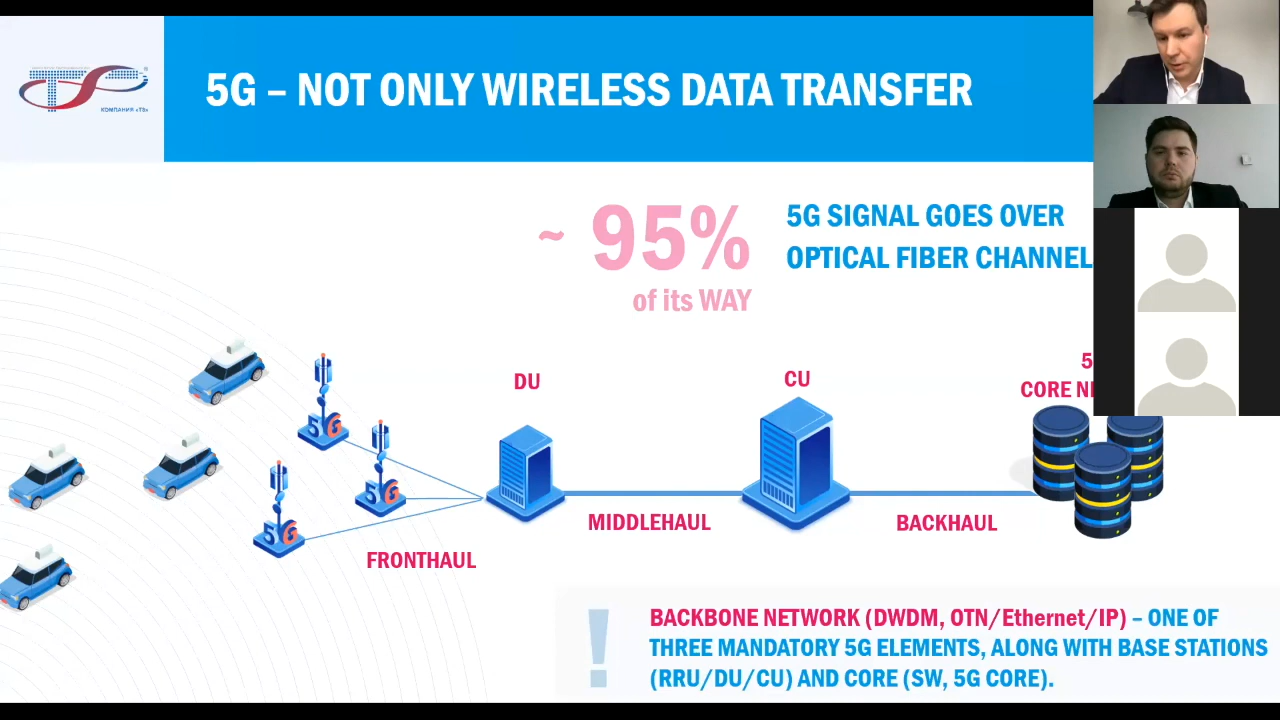 КОМПАНИЯ «Т8»
5G – NOT ONLY WIRELESS DATA TRANSFER
~ 95%
of its WAY
5G SIGNAL GOES OVER
OPTICAL FIBER CHANNEL
DU
CU
5
CORE NE
5G
5G
5G
MIDDLEHAUL
BACKHAUL
FRONTHAUL
!
BACKBONE NETWORK (DWDM, OTN/Ethernet/IP) – ONE OF
THREE MANDATORY 5G ELEMENTS, ALONG WITH BASE STATIONS
(RRU/DU/CU) AND CORE (SW, 5G CORE).